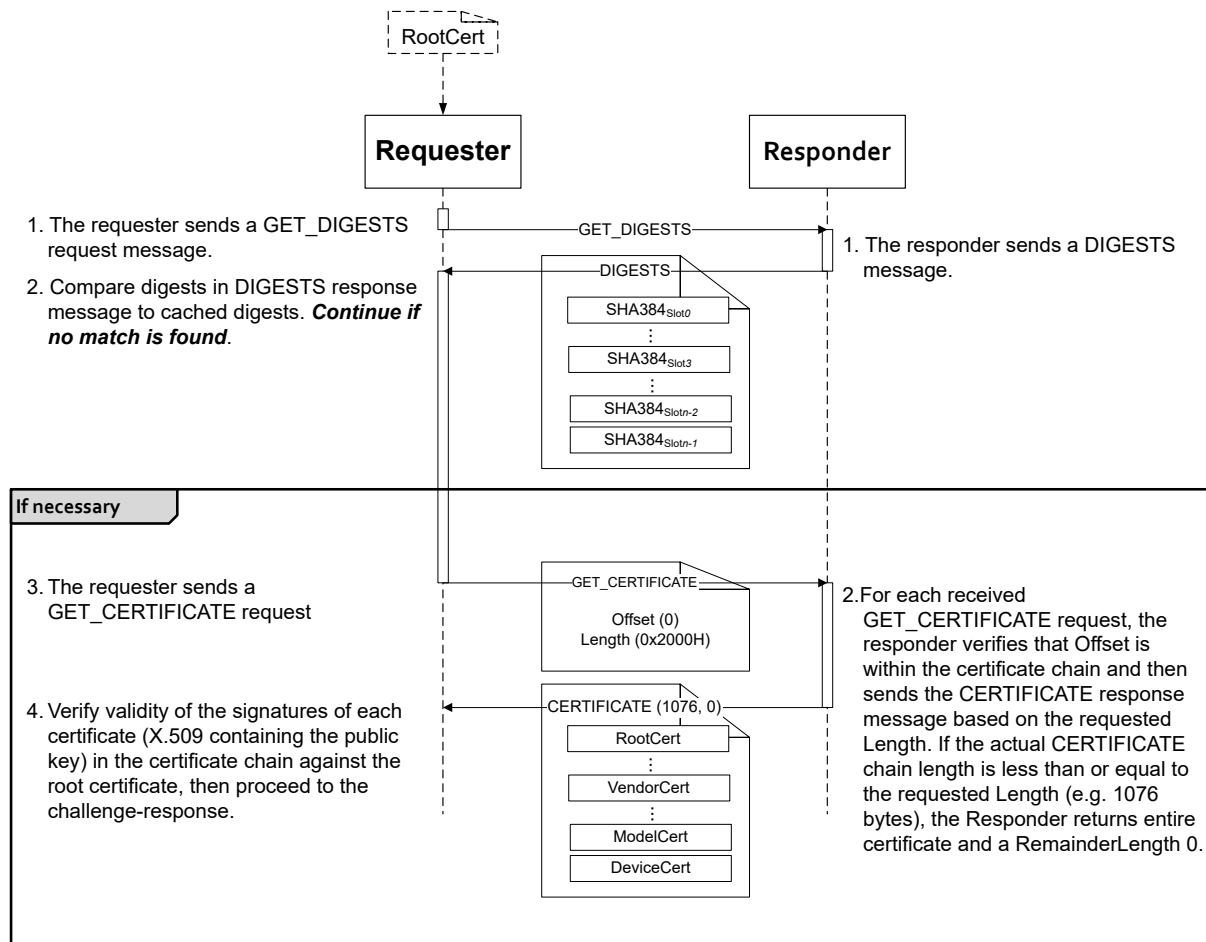 RootCert
Requester
Responder
1. The requester sends a GET_DIGESTS
request message.
2. Compare digests in DIGESTS response
message to cached digests. Continue if
no match is found.
GET_DIGESTS
1. The responder sends a DIGESTS
message.
DIGESTS
SHA384Slot0
⋮
SHA384Slot3
⋮
SHA384Slotn-2
SHA384Slotn-1
If necessary
3. The requester sends a
GET_CERTIFICATE request
GET_CERTIFICATE
Offset (0)
Length (0x2000H)
2.For each received
GET_CERTIFICATE request, the
responder verifies that Offset is
within the certificate chain and then
sends the CERTIFICATE response
message based on the requested
Length. If the actual CERTIFICATE
chain length is less than or equal to
the requested Length (e.g. 1076
bytes), the Responder returns entire
certificate and a RemainderLength 0.
4. Verify validity of the signatures of each
certificate (X.509 containing the public
key) in the certificate chain against the
root certificate, then proceed to the
challenge-response.
CERTIFICATE (1076, 0)
RootCert
⋮
VendorCert
⋮
ModelCert
DeviceCert